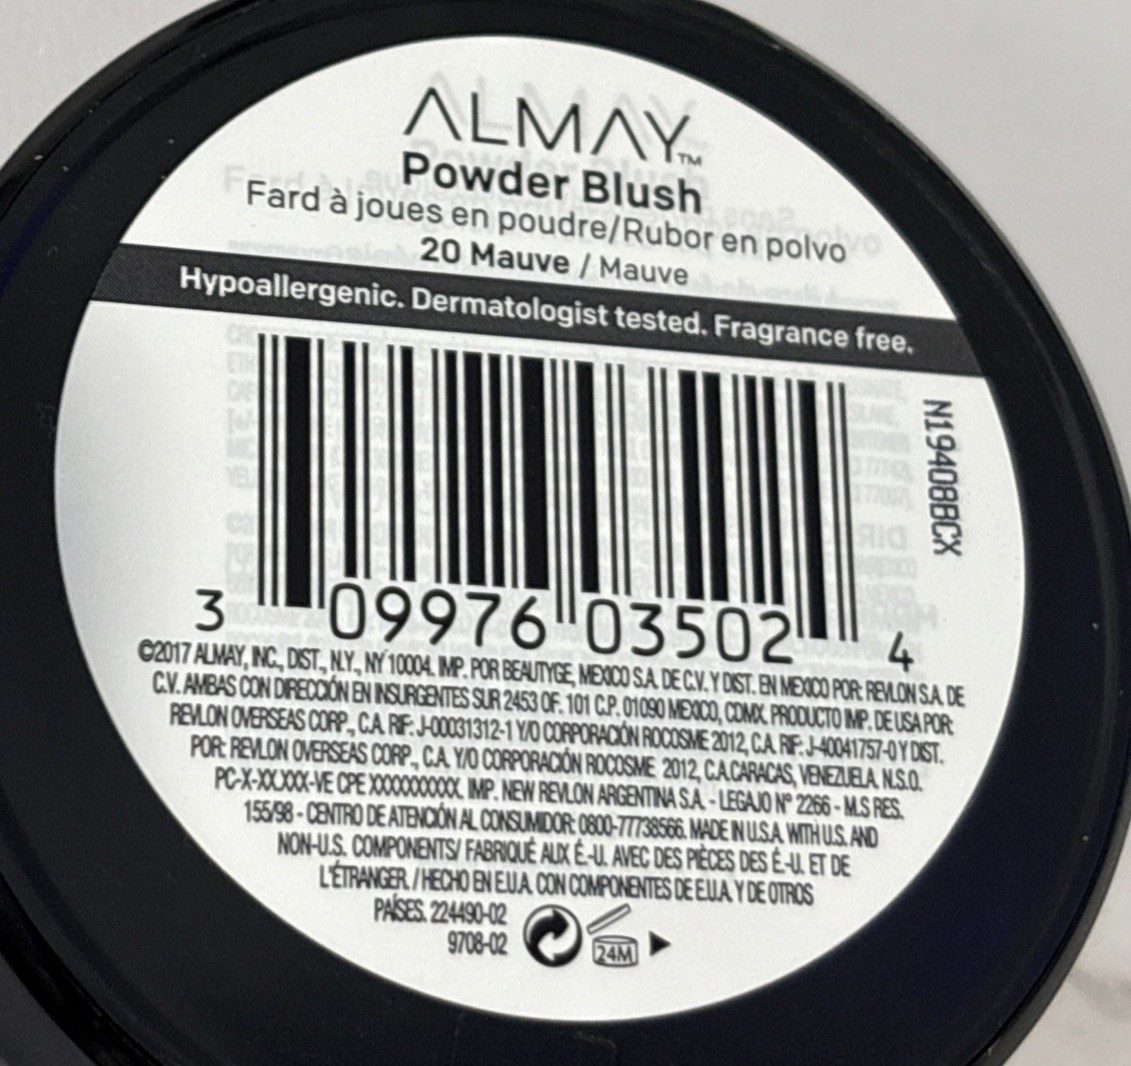 ALMAY™
Powder Blush
Fard à joues en poudre/Rubor en polvo
20 Mauve / Mauve
Hypoallergenic. Dermatologist tested. Fragrance free.
N19408BCX
3 09976 03502 4
©2017 ALMAY, INC., DIST., N.Y., NY 10004. IMP. POR BEAUTYGE, MEXICO S.A. DE C.V. Y DIST. EN MEXICO POR: REVLON S.A. DE
C.V. AMBAS CON DIRECCIÓN EN INSURGENTES SUR 2453 OF. 101 C.P. 01090 MEXICO, CDMX. PRODUCTO IMP. DE USA POR:
REVLON OVERSEAS CORP., C.A. RIF: J-00031312-1 Y/O CORPORACIÓN ROCOSME 2012, C.A. RIF: J-40041757-0 Y DIST.
POR: REVLON OVERSEAS CORP., C.A. Y/O CORPORACIÓN ROCOSME 2012, C.A.CARACAS, VENEZUELA. N.S.O.
PC-X-XX.XXX-VE CPE XXXXXXXXXX. IMP. NEW REVLON ARGENTINA S.A. - LEGAJO Nº 2266 - M.S RES.
155/98 - CENTRO DE ATENCIÓN AL CONSUMIDOR: 0800-77738566. MADE IN U.S.A. WITH U.S. AND
NON-U.S. COMPONENTS/ FABRIQUÉ AUX É.-U. AVEC DES PIÈCES DES É.-U. ET DE
L'ÉTRANGER. / HECHO EN E.U.A. CON COMPONENTES DE E.U.A. Y DE OTROS
PAÍSES. 224490-02
9708-02 24M